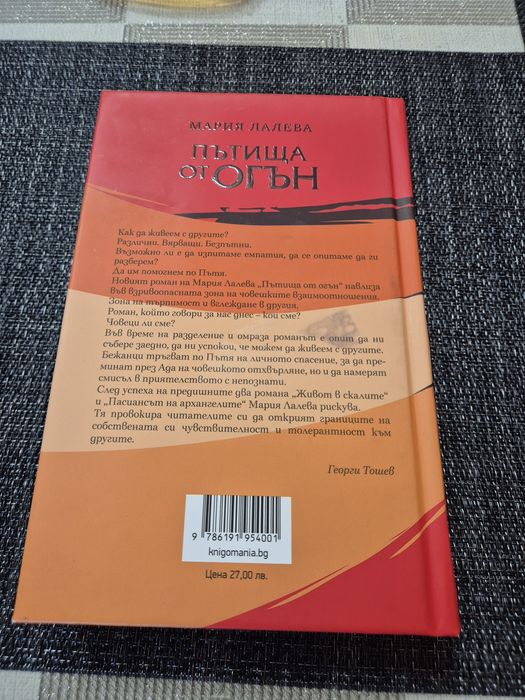 МАРИЯ ЛАЛЕВА
ПЪТИЩА
ОТ ОГЪН
Как да живеем с другите?
Различни. Вярващи. Безпътни.
Възможно ли е да изпитаме емпатия, да се опитаме да ги
разберем?
Да им помогнем по Пътя.
Новият роман на Мария Лалева „Пътища от огън“ навлиза
във взривоопасната зона на човешките взаимоотношения.
Зона на търпимост и вглеждане в другия.
Роман, който говори за нас днес – кои сме?
Човеци ли сме?
Във време на разделение и омраза романът е опит да ни
събере заедно, да ни успокои, че можем да живеем с другите.
Бежанци тръгват по Пътя на личното спасение, за да пре-
минат през Ада на човешкото отхвърляне, но и да намерят
смисъл в приятелството с непознати.
След успеха на предишните два романа „Живот в скалите“
и „Пасиансът на архангелите“ Мария Лалева рискува.
Тя провокира читателите си да открият границите на
собствената си чувствителност и толерантност към
другите.
Георги Тошев
9 786191 954001
knigomania.bg
Цена 27,00 лв.